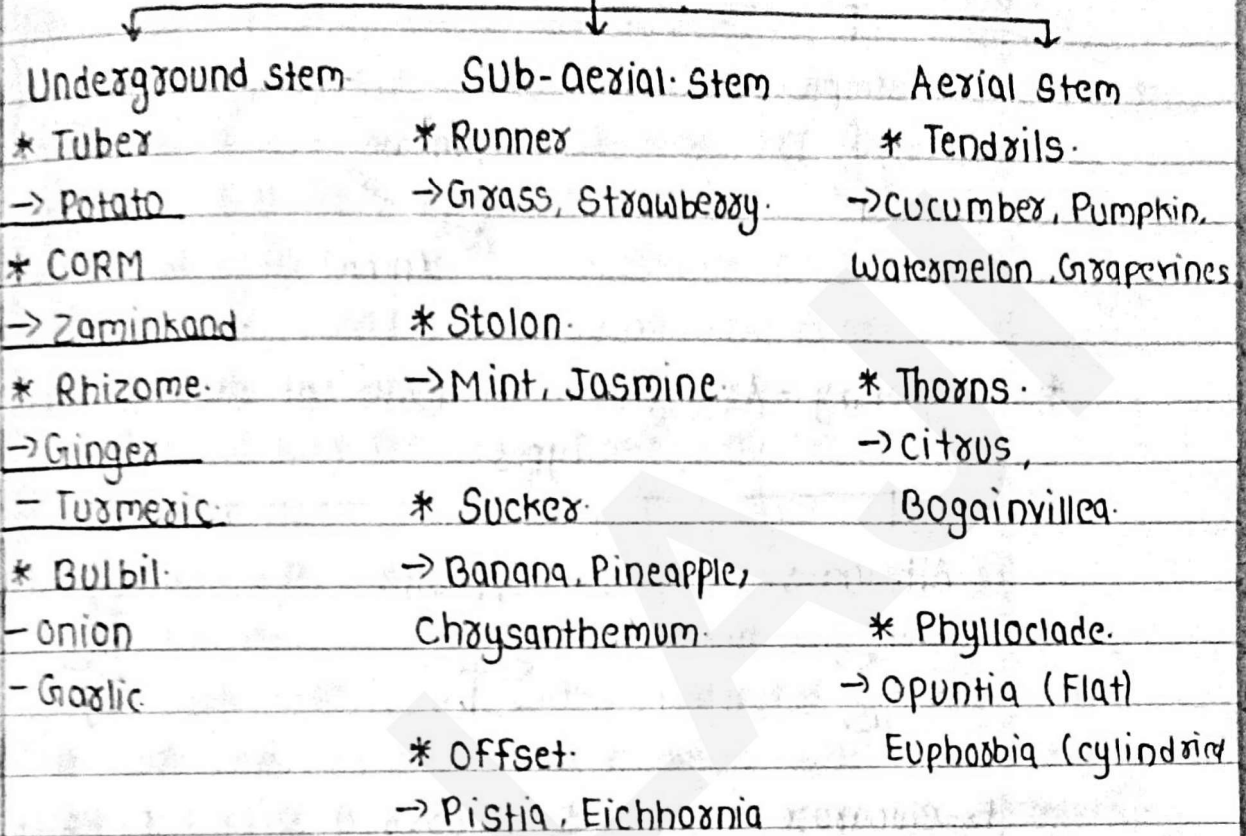 Underground stem.
* Tuber
→ Potato
* CORM
→ Zaminkand
* Rhizome.
→ Ginger
- Turmeric.
* Bulbil.
- onion
- Garlic
Sub-aerial. Stem
* Runner
→ Grass, Strawberry.
* Stolon.
→ Mint, Jasmine.
* Sucker.
→ Banana, Pineapple,
Chrysanthemum.
* Offset.
→ Pistia, Eichhornia
Aerial Stem
* Tendrils.
→ Cucumber, Pumpkin,
Watermelon, Grapevines
* Thorns.
→ Citrus,
Bogainvillea.
* Phylloclade.
→ Opuntia (Flat)
Euphorbia (cylindrical
LAJI